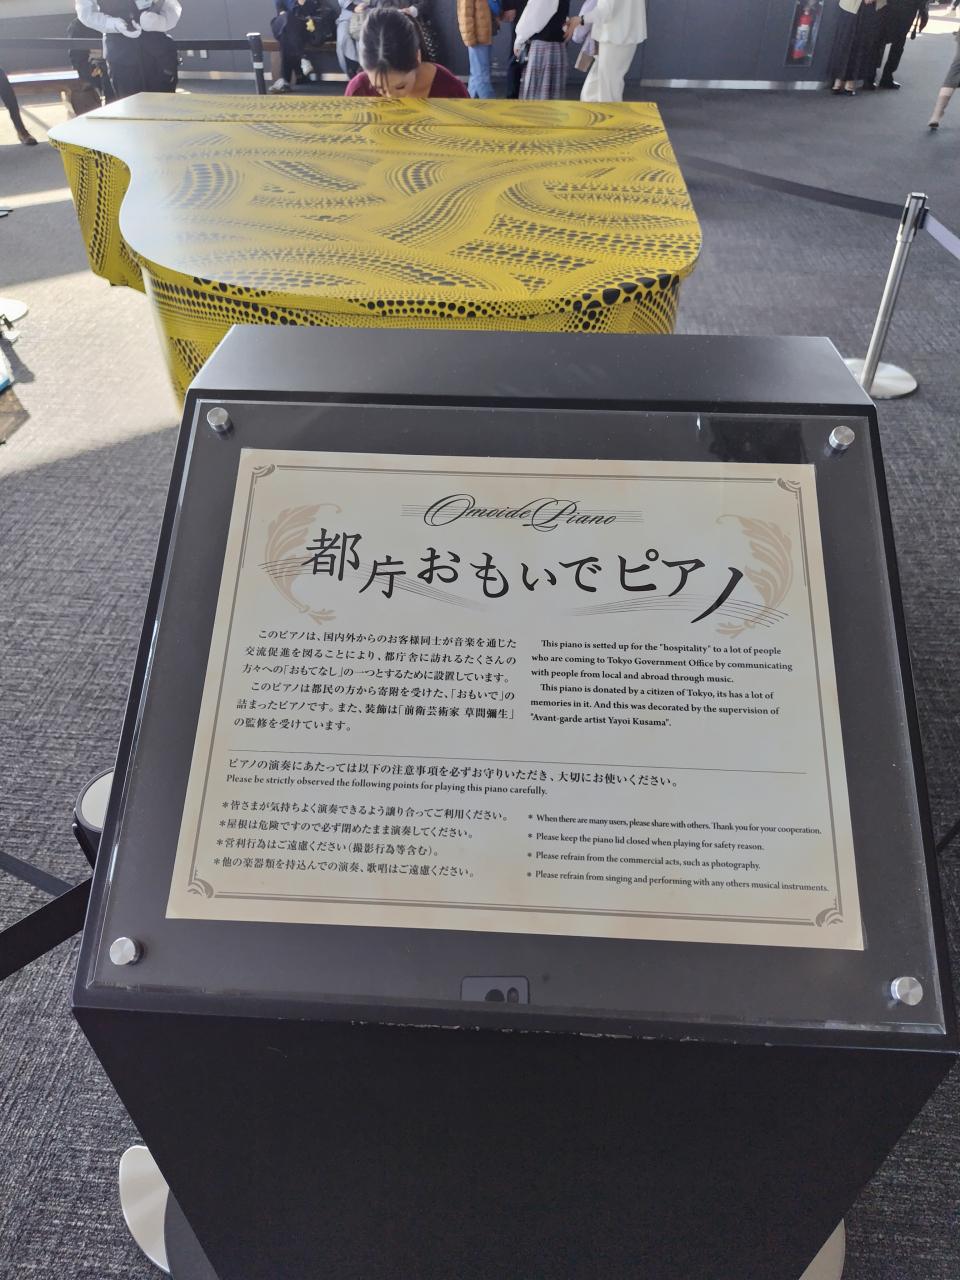 Omoide Piano
都庁おもいでピアノ
このピアノは、国内外からのお客様同士が音楽を通じた
交流促進を図ることにより、都庁舎に訪れるたくさんの
方々への「おもてなし」の一つとするために設置しています。
このピアノは都民の方から寄附を受けた、「おもいで」の
詰まったピアノです。また、装飾は「前衛芸術家 草間彌生」
の監修を受けています。
This piano is setted up for the "hospitality" to a lot of people
who are coming to Tokyo Government Office by communicating
with people from local and abroad through music.
This piano is donated by a citizen of Tokyo, its has a lot of
memories in it. And this was decorated by the supervision of
"Avant-garde artist Yayoi Kusama".
ピアノの演奏にあたっては以下の注意事項を必ずお守りいただき、大切にお使いください。
Please be strictly observed the following points for playing this piano carefully.
＊皆さまが気持ちよく演奏できるよう譲り合ってご利用ください。
＊屋根は危険ですので必ず閉めたまま演奏してください。
＊営利行為はご遠慮ください（撮影行為等含む）。
＊他の楽器類を持込んでの演奏、歌唱はご遠慮ください。
＊ When there are many users, please share with others. Thank you for your cooperation.
＊ Please keep the piano lid closed when playing for safety reason.
＊ Please refrain from the commercial acts, such as photography.
＊ Please refrain from singing and performing with any others musical instruments.